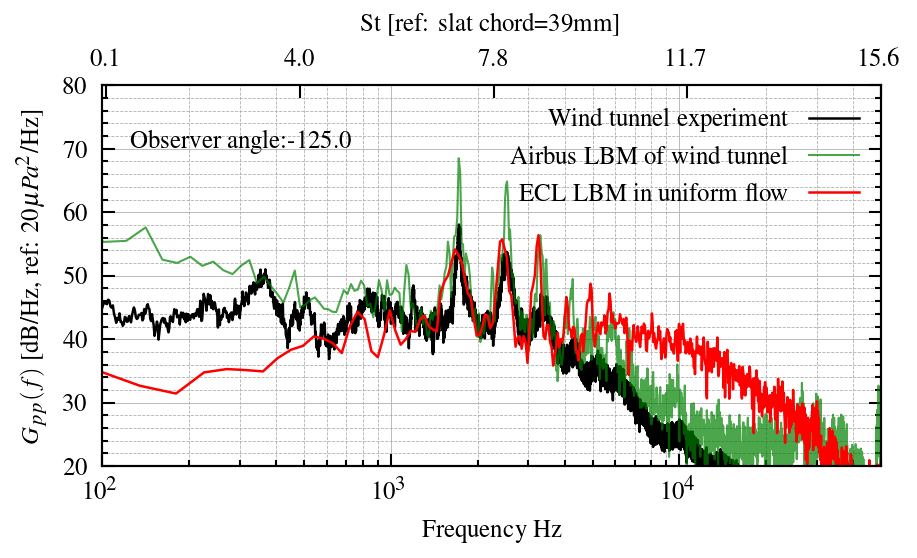 St [ref: slat chord=39mm]
0.1 4.0 7.8 11.7 15.6
80
70
60
50
40
30
20
G_{pp}(f) [dB/Hz, ref: 20μPa²/Hz]
Observer angle:-125.0
Wind tunnel experiment
Airbus LBM of wind tunnel
ECL LBM in uniform flow
10² 10³ 10⁴
Frequency Hz